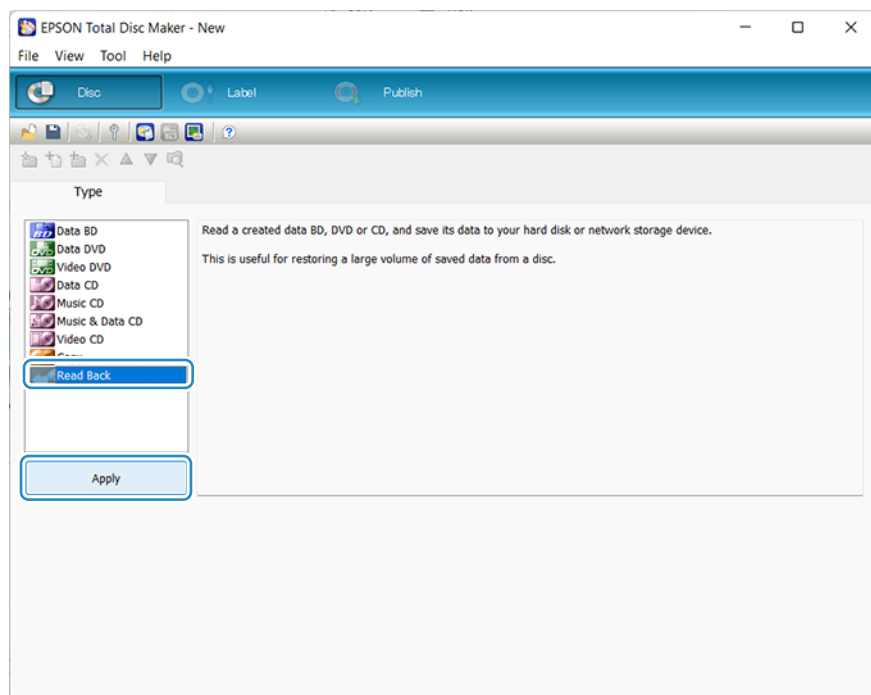 EPSON Total Disc Maker - New
File View Tool Help
Disc Label Publish
Type
Data BD
Data DVD
Video DVD
Data CD
Music CD
Music & Data CD
Video CD
Read Back
Apply
Read a created data BD, DVD or CD, and save its data to your hard disk or network storage device.
This is useful for restoring a large volume of saved data from a disc.